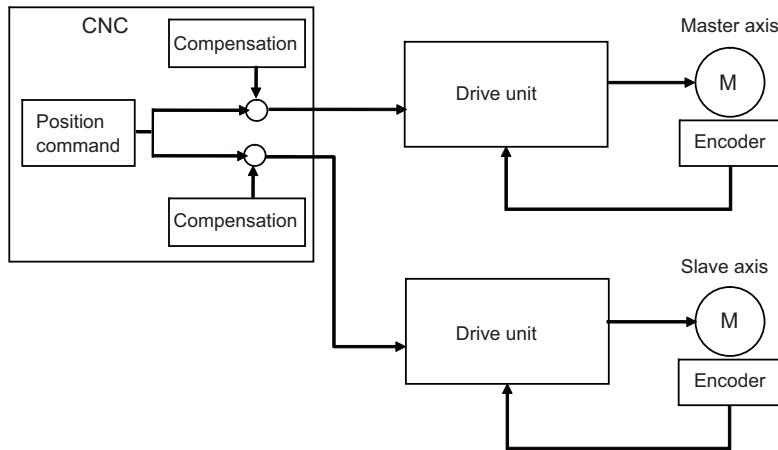 CNC
Compensation
Position
command
Compensation
Drive unit
Master axis
M
Encoder
Drive unit
Slave axis
M
Encoder